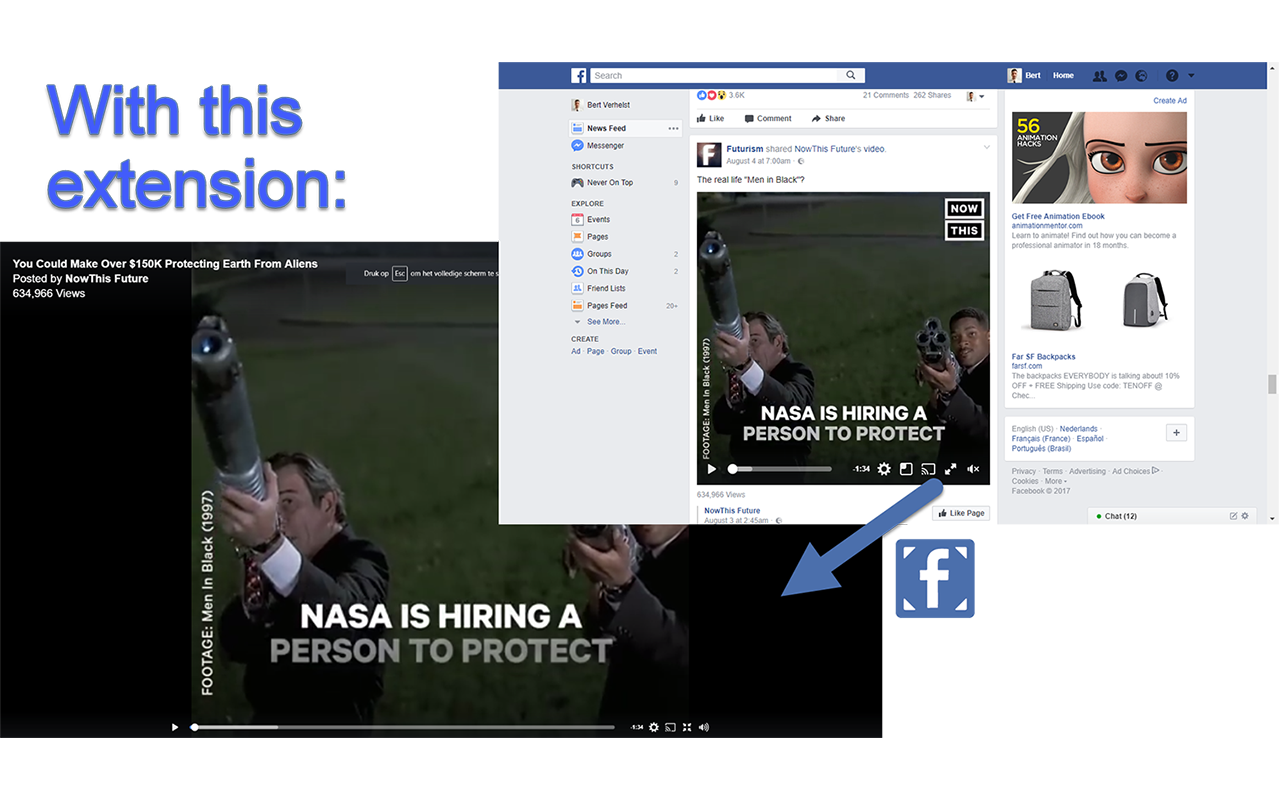 With this
extension:
You Could Make Over $150K Protecting Earth From Aliens
Posted by NowThis Future
634,966 Views
Druk op Esc om het volledige scherm te s
FOOTAGE: Men In Black (1997)
NASA IS HIRING A
PERSON TO PROTECT
-1:34
f
Search
Bert
Home
?
Bert Verhelst
News Feed
Messenger
SHORTCUTS
Never On Top 9
EXPLORE
6 Events
Pages
Groups 2
On This Day 2
Friend Lists
Pages Feed 20+
See More...
CREATE
Ad · Page · Group · Event
3.6K
21 Comments 262 Shares
Like Comment Share
F
Futurism shared NowThis Future's video.
August 4 at 7:00am ·
The real life "Men in Black"?
NOW
THIS
FOOTAGE: Men In Black (1997)
NASA IS HIRING A
PERSON TO PROTECT
-1:34
634,966 Views
NowThis Future
August 3 at 2:45am ·
Like Page
Create Ad
56
ANIMATION
HACKS
Get Free Animation Ebook
animationmentor.com
Learn to animate! Find out how you can become a
professional animator in 18 months.
Far SF Backpacks
farsf.com
The backpacks EVERYBODY is talking about! 10%
OFF + FREE Shipping Use code: TENOFF @
Chec...
English (US) · Nederlands ·
Français (France) · Español ·
Português (Brasil)
+
Privacy · Terms · Advertising · Ad Choices ·
Cookies · More
Facebook © 2017
Chat (12)
f